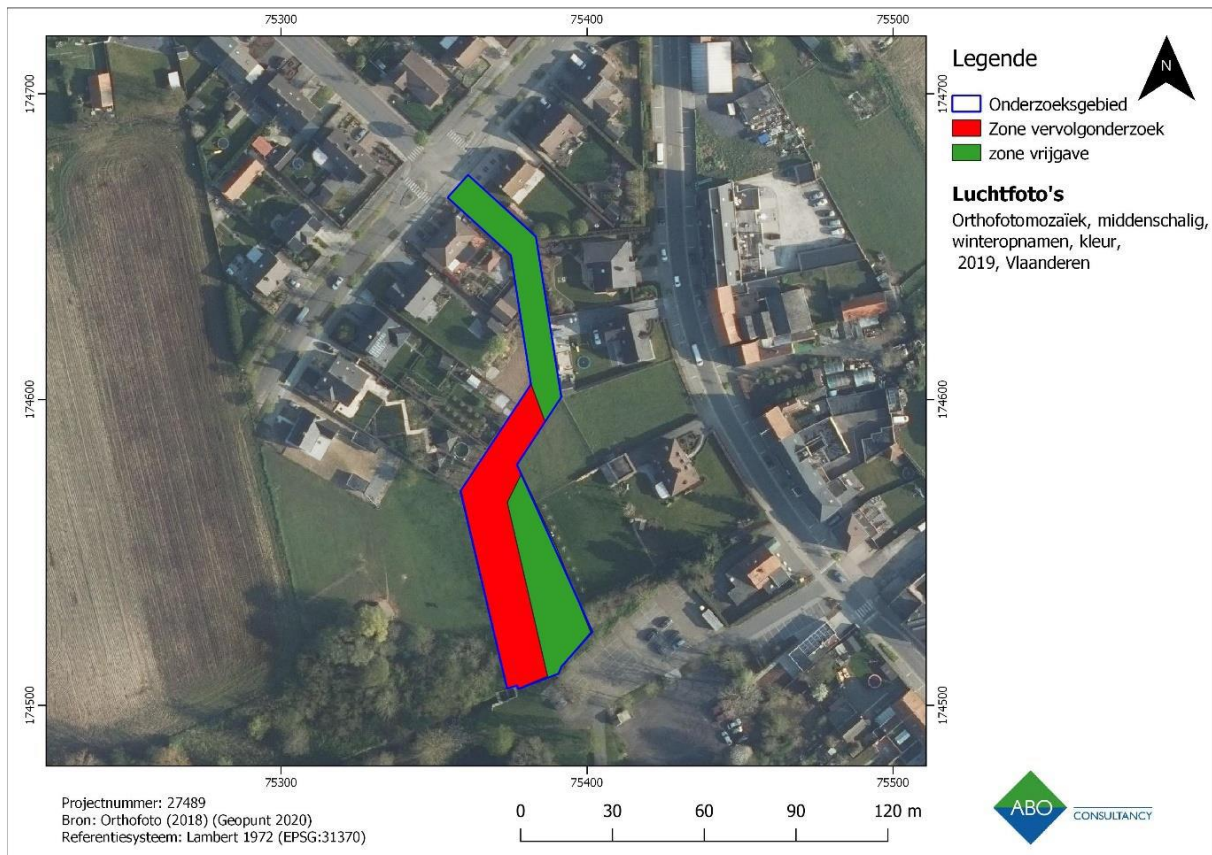 75300
75400
75500
174700
174600
174500
174700
174600
174500
75300
75400
75500
Legende
N
Onderzoeksgebied
Zone vervolgonderzoek
zone vrijgave
Luchtfoto's
Orthofotomozaïek, middenschalig,
winteropnamen, kleur,
2019, Vlaanderen
Projectnummer: 27489
Bron: Orthofoto (2018) (Geopunt 2020)
Referentiesysteem: Lambert 1972 (EPSG:31370)
0 30 60 90 120 m
ABO
CONSULTANCY